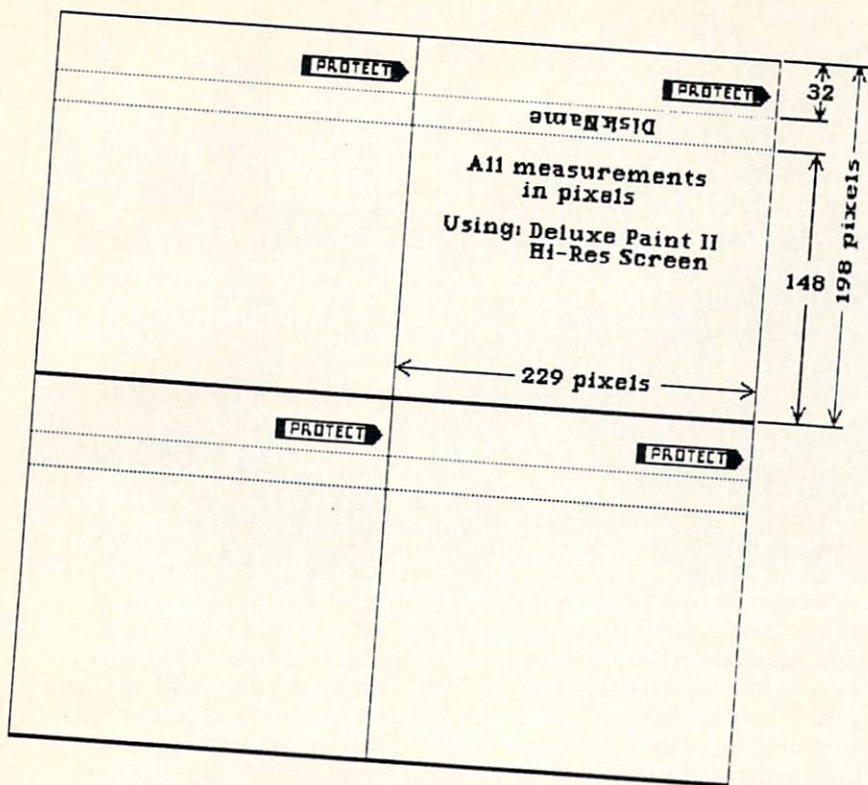 PROTECT
PROTECT
32
DiskName
All measurements
in pixels
Using: Deluxe Paint II
Hi-Res Screen
148
198 pixels
229 pixels
PROTECT
PROTECT